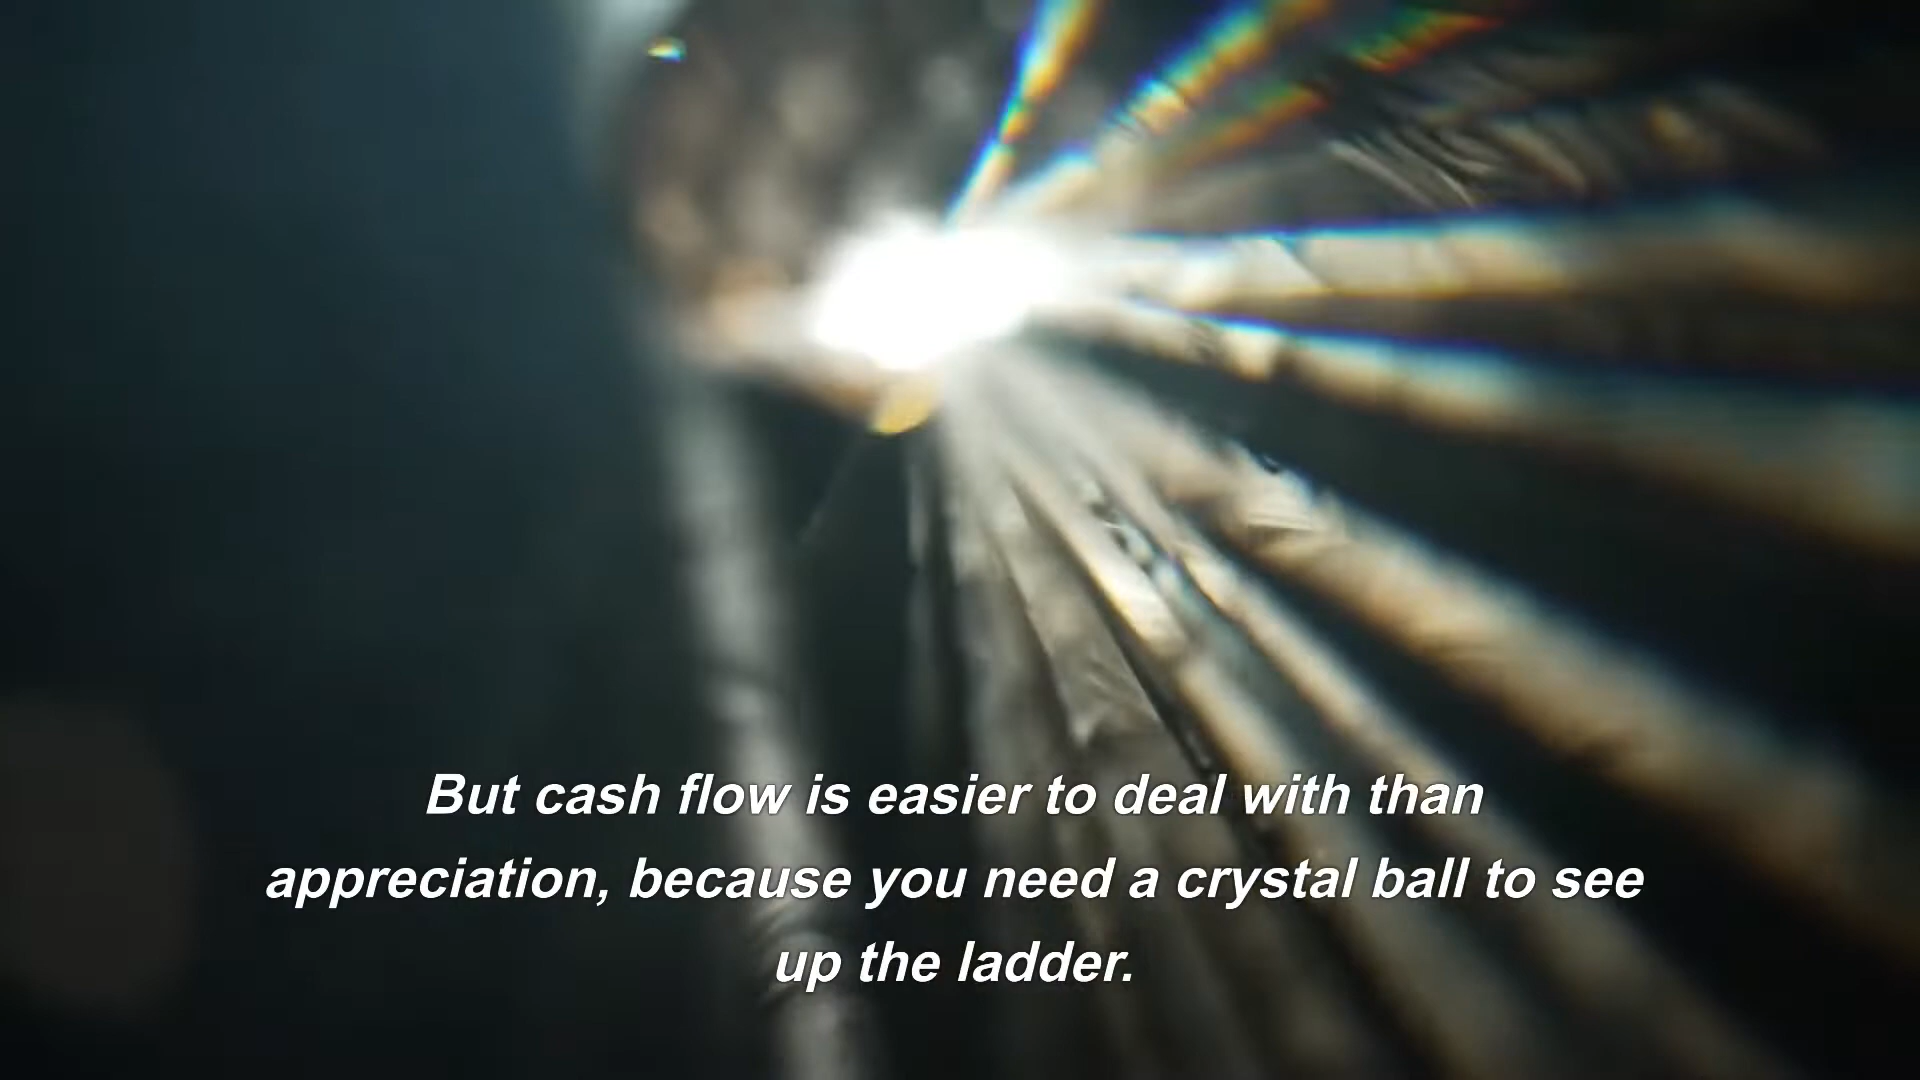 But cash flow is easier to deal with than
appreciation, because you need a crystal ball to see
up the ladder.